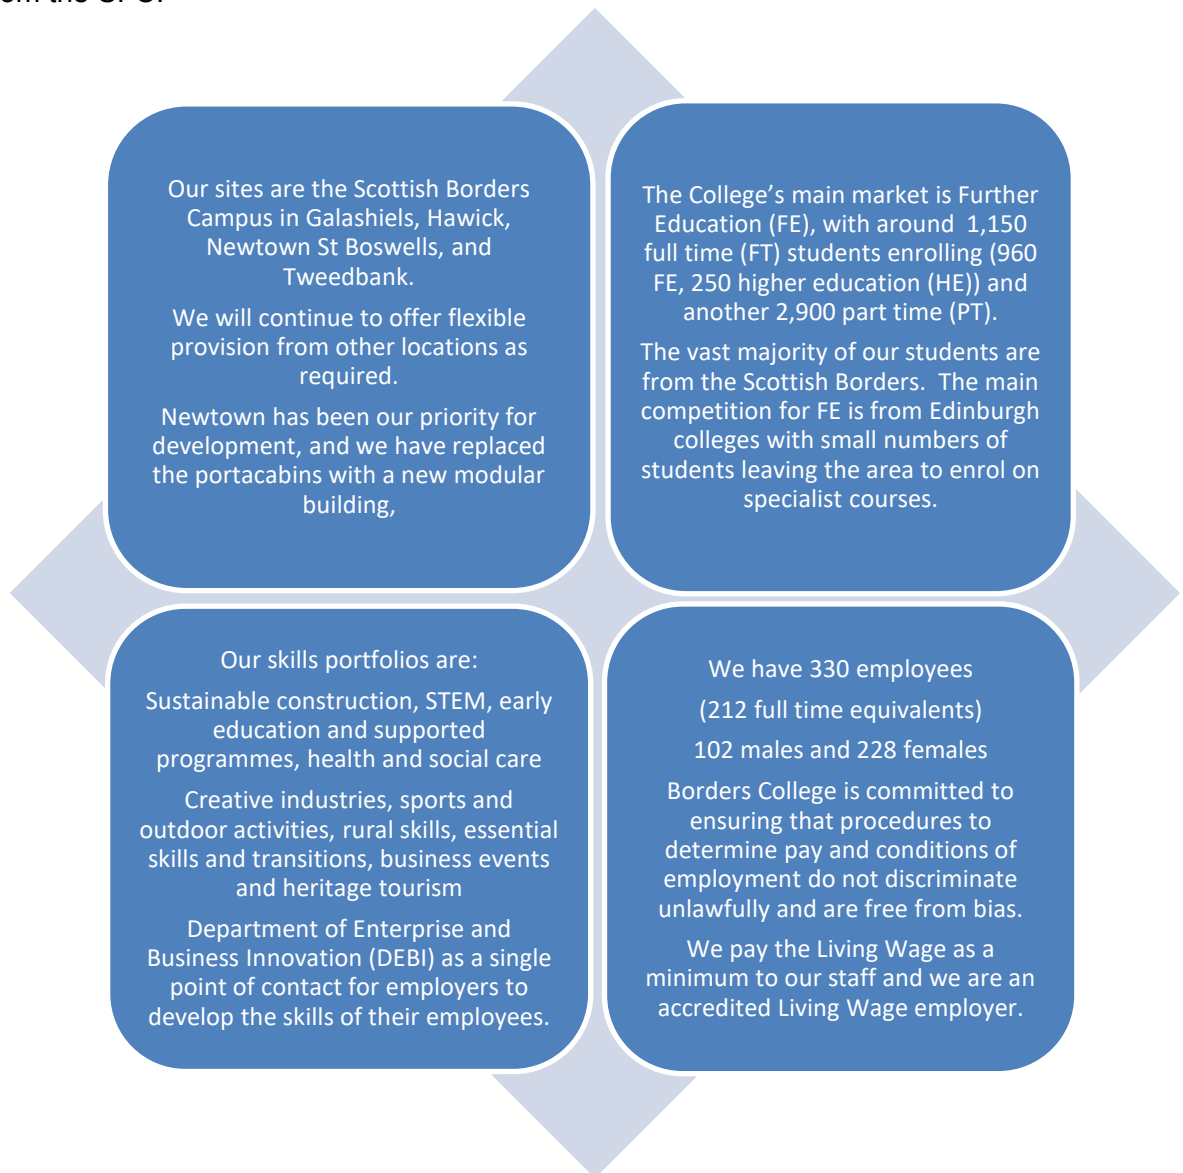 Our sites are the Scottish Borders
Campus in Galashiels, Hawick,
Newtown St Boswells, and
Tweedbank.
We will continue to offer flexible
provision from other locations as
required.
Newtown has been our priority for
development, and we have replaced
the portacabins with a new modular
building,
The College’s main market is Further
Education (FE), with around  1,150
full time (FT) students enrolling (960
FE, 250 higher education (HE)) and
another 2,900 part time (PT).
The vast majority of our students are
from the Scottish Borders.  The main
competition for FE is from Edinburgh
colleges with small numbers of
students leaving the area to enrol on
specialist courses.
Our skills portfolios are:
Sustainable construction, STEM, early
education and supported
programmes, health and social care
Creative industries, sports and
outdoor activities, rural skills, essential
skills and transitions, business events
and heritage tourism
Department of Enterprise and
Business Innovation (DEBI) as a single
point of contact for employers to
develop the skills of their employees.
We have 330 employees
(212 full time equivalents)
102 males and 228 females
Borders College is committed to
ensuring that procedures to
determine pay and conditions of
employment do not discriminate
unlawfully and are free from bias.
We pay the Living Wage as a
minimum to our staff and we are an
accredited Living Wage employer.